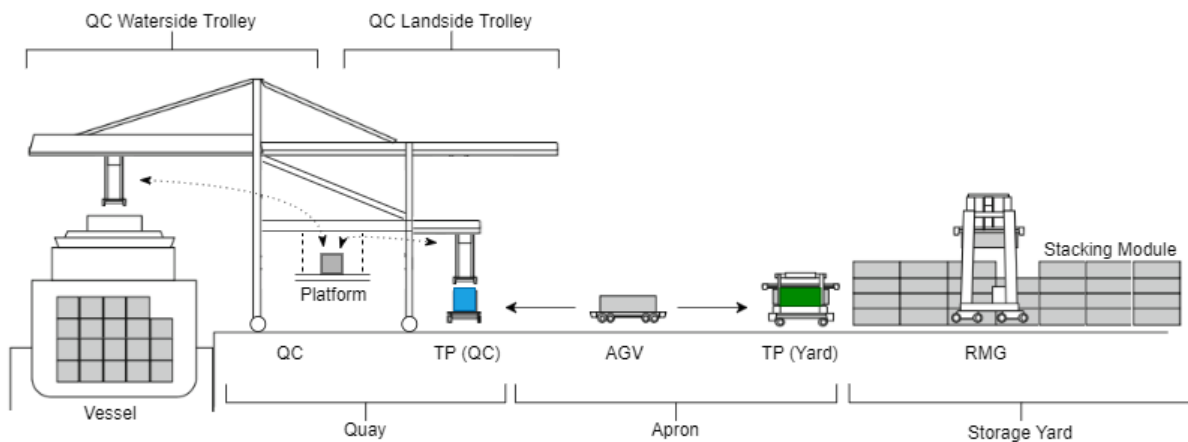 QC Waterside Trolley
QC Landside Trolley
Stacking Module
Platform
QC
TP (QC)
AGV
TP (Yard)
RMG
Vessel
Quay
Apron
Storage Yard